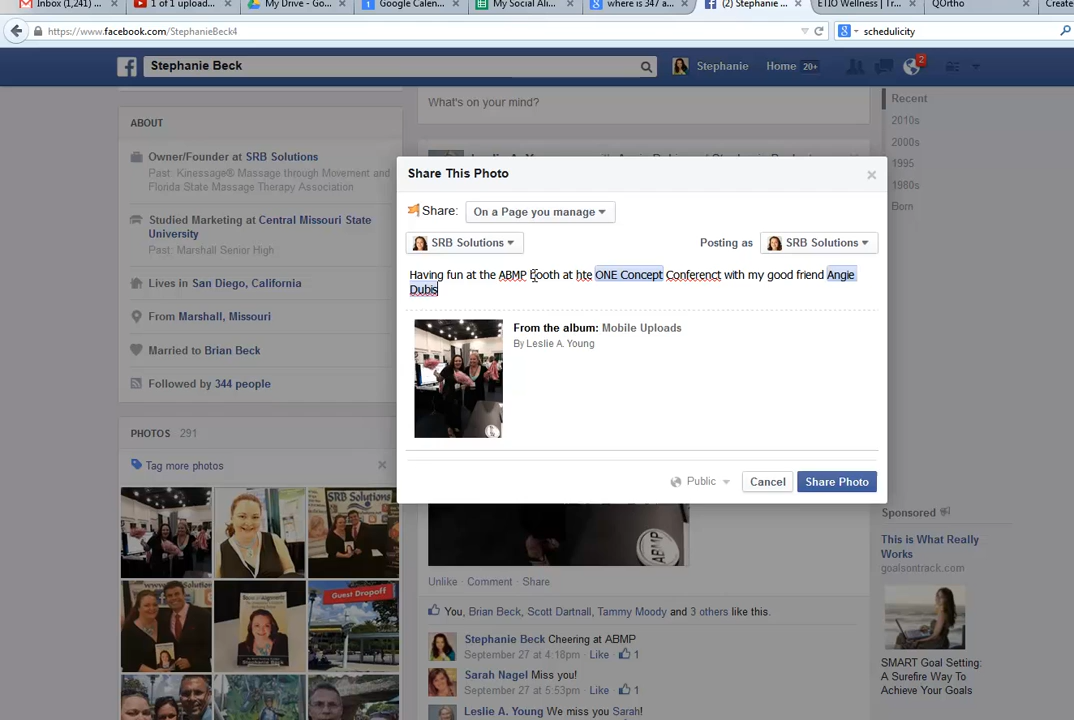 Inbox (1,241)
1 of 1 upload...
My Drive - Go...
Google Calen...
My Social Ali...
where is 347 a...
(2) Stephanie ...
ETIO Wellness | Tr...
QOrtho
Create
https://www.facebook.com/StephanieBeck4
schedulicity
Stephanie Beck
Stephanie
Home 20+
2
What's on your mind?
Recent
2010s
2000s
1995
1980s
Born
ABOUT
Owner/Founder at SRB Solutions
Past: Kinessage® Massage through Movement and
Florida State Massage Therapy Association
Studied Marketing at Central Missouri State
University
Past: Marshall Senior High
Lives in San Diego, California
From Marshall, Missouri
Married to Brian Beck
Followed by 344 people
PHOTOS 291
Tag more photos
SRB Solutions
Guest Dropoff
Stephanie Beck
Share This Photo
Share: On a Page you manage
SRB Solutions
Posting as SRB Solutions
Having fun at the ABMP booth at hte ONE Concept Conferenct with my good friend Angie
Dubis
From the album: Mobile Uploads
By Leslie A. Young
Public
Cancel
Share Photo
ABMP
Unlike · Comment · Share
You, Brian Beck, Scott Dartnall, Tammy Moody and 3 others like this.
Stephanie Beck Cheering at ABMP
September 27 at 4:18pm · Like · 1
Sarah Nagel Miss you!
September 27 at 5:53pm · Like · 1
Leslie A. Young We miss you Sarah!
Sponsored
This is What Really
Works
goalsontrack.com
SMART Goal Setting:
A Surefire Way To
Achieve Your Goals